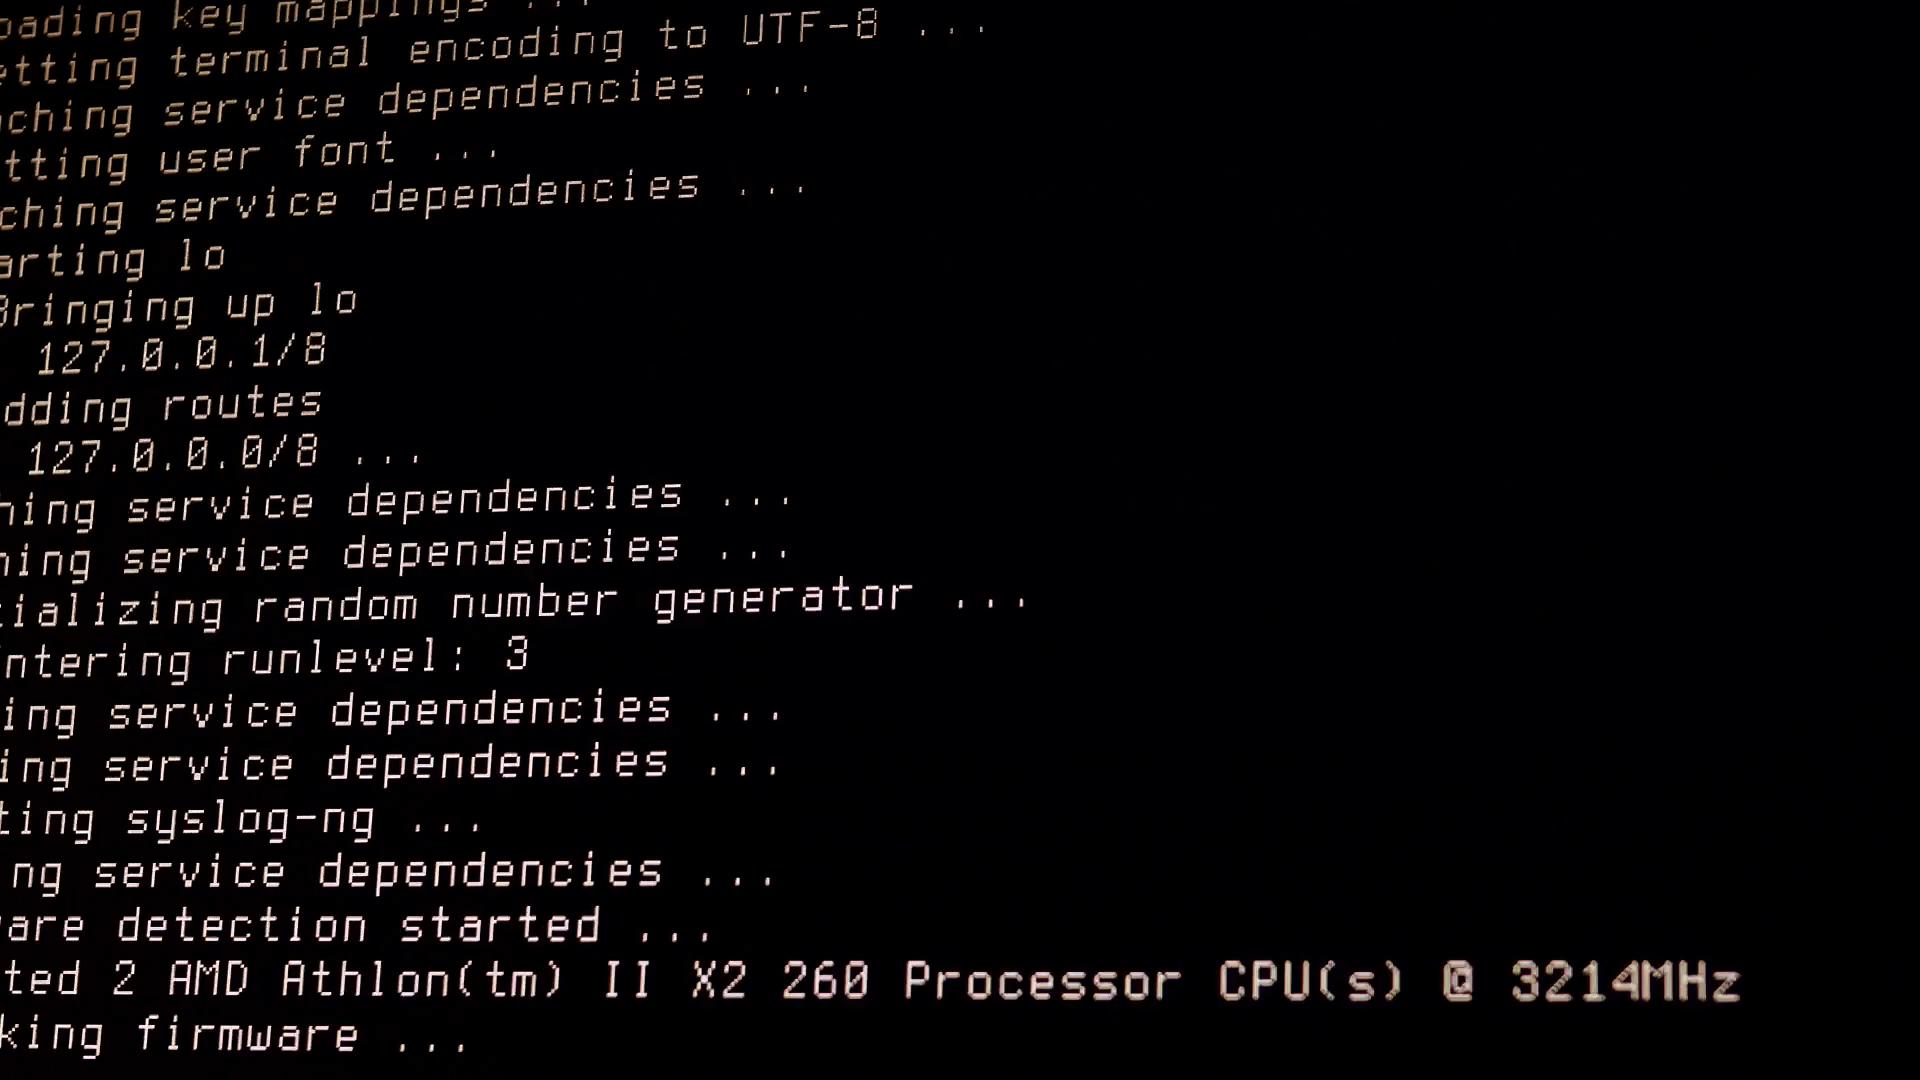 oading key mappings ...
etting terminal encoding to UTF-8 ...
ching service dependencies ...
tting user font ...
ching service dependencies ...
arting lo
Bringing up lo
127.0.0.1/8
dding routes
127.0.0.0/8 ...
hing service dependencies ...
hing service dependencies ...
tializing random number generator ...
ntering runlevel: 3
ing service dependencies ...
ing service dependencies ...
ting syslog-ng ...
ng service dependencies ...
are detection started ...
ted 2 AMD Athlon(tm) II X2 260 Processor CPU(s) @ 3214MHz
king firmware ...